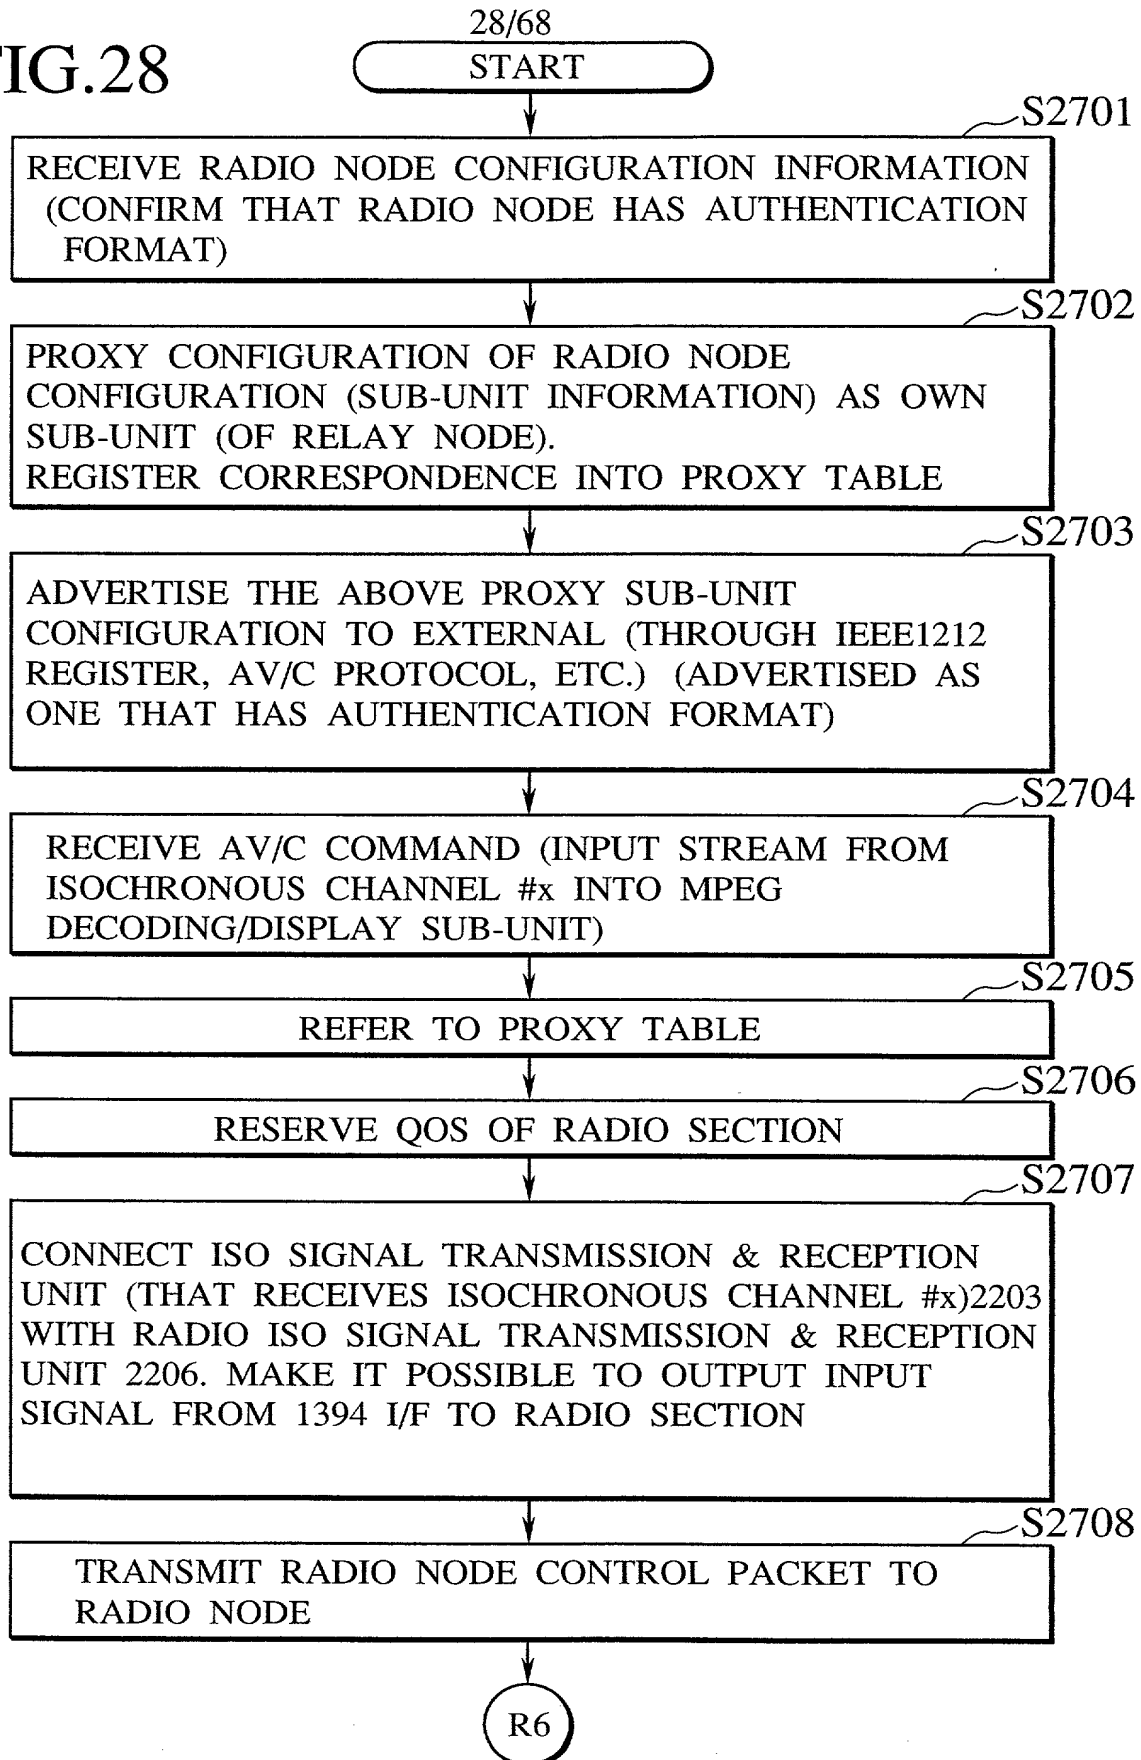 28/68
FIG.28
START
S2701
RECEIVE RADIO NODE CONFIGURATION INFORMATION
(CONFIRM THAT RADIO NODE HAS AUTHENTICATION
FORMAT)
S2702
PROXY CONFIGURATION OF RADIO NODE
CONFIGURATION (SUB-UNIT INFORMATION) AS OWN
SUB-UNIT (OF RELAY NODE).
REGISTER CORRESPONDENCE INTO PROXY TABLE
S2703
ADVERTISE THE ABOVE PROXY SUB-UNIT
CONFIGURATION TO EXTERNAL (THROUGH IEEE1212
REGISTER, AV/C PROTOCOL, ETC.) (ADVERTISED AS
ONE THAT HAS AUTHENTICATION FORMAT)
S2704
RECEIVE AV/C COMMAND (INPUT STREAM FROM
ISOCHRONOUS CHANNEL #x INTO MPEG
DECODING/DISPLAY SUB-UNIT)
S2705
REFER TO PROXY TABLE
S2706
RESERVE QOS OF RADIO SECTION
S2707
CONNECT ISO SIGNAL TRANSMISSION & RECEPTION
UNIT (THAT RECEIVES ISOCHRONOUS CHANNEL #x)2203
WITH RADIO ISO SIGNAL TRANSMISSION & RECEPTION
UNIT 2206. MAKE IT POSSIBLE TO OUTPUT INPUT
SIGNAL FROM 1394 I/F TO RADIO SECTION
S2708
TRANSMIT RADIO NODE CONTROL PACKET TO
RADIO NODE
R6